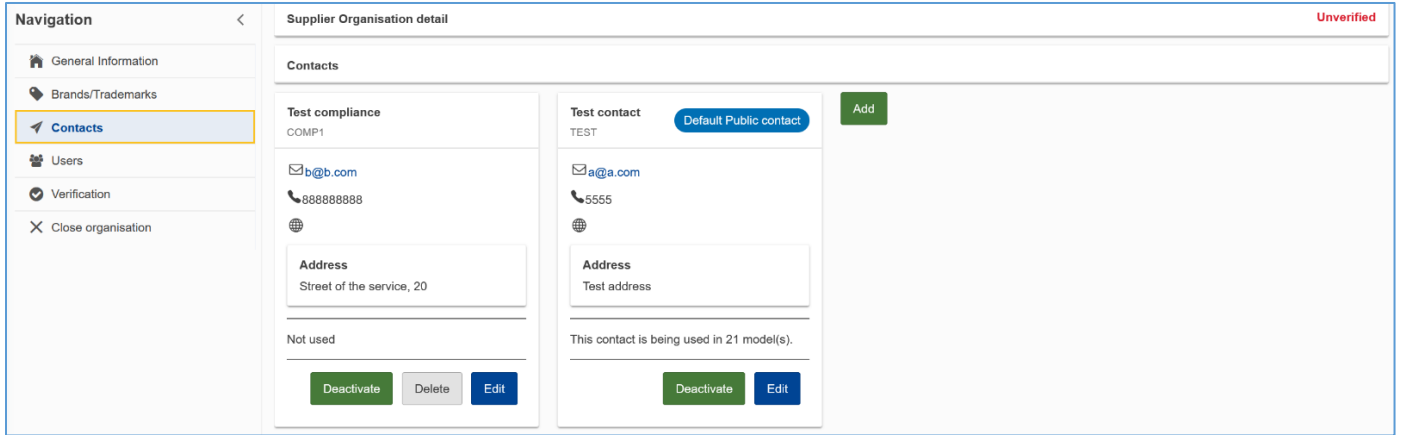 Navigation
General Information
Brands/Trademarks
Contacts
Users
Verification
Close organisation
Supplier Organisation detail
Unverified
Contacts
Test compliance
COMP1
b@b.com
888888888
Address
Street of the service, 20
Not used
Deactivate Delete Edit
Test contact
Default Public contact
TEST
a@a.com
5555
Address
Test address
This contact is being used in 21 model(s).
Deactivate Edit
Add